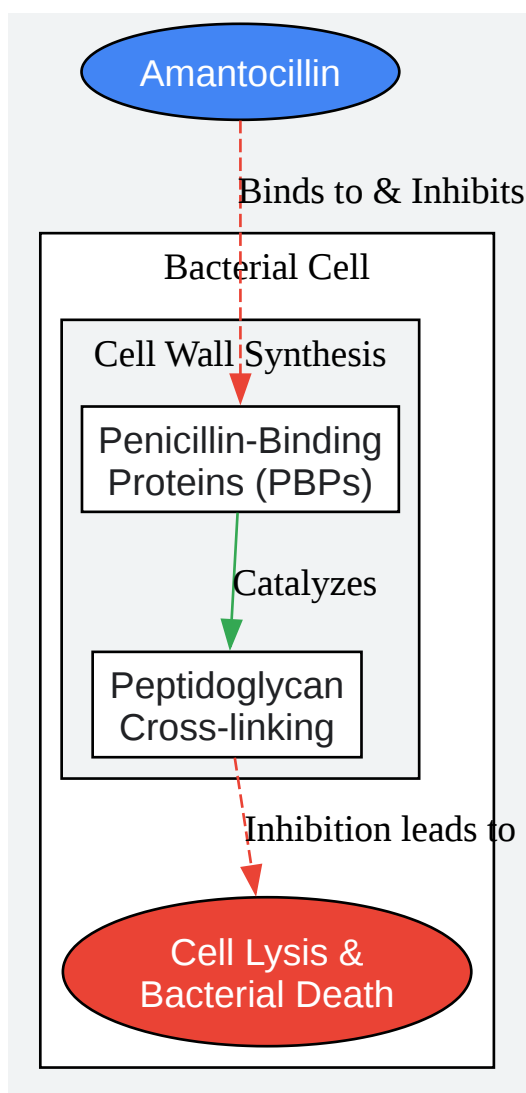 Amantocillin
Binds to & Inhibits
Bacterial Cell
Cell Wall Synthesis
Penicillin-Binding
Proteins (PBPs)
Catalyzes
Peptidoglycan
Cross-linking
Inhibition leads to
Cell Lysis &
Bacterial Death